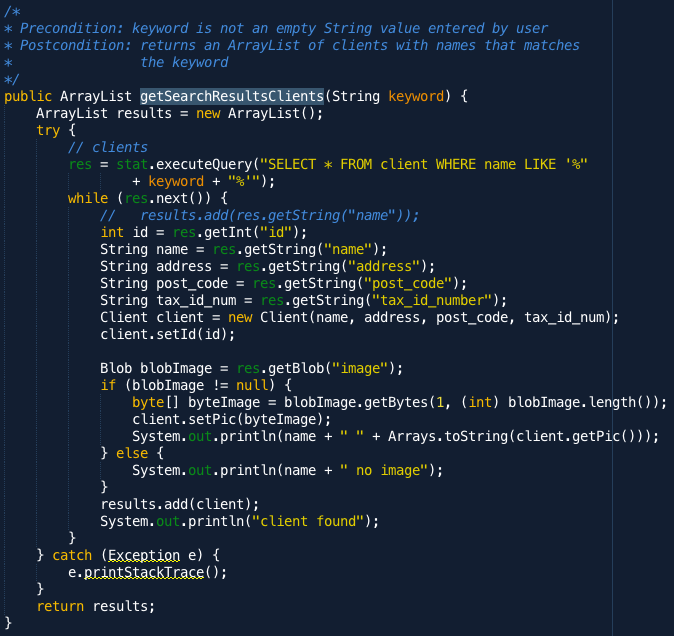 /*
* Precondition: keyword is not an empty String value entered by user
* Postcondition: returns an ArrayList of clients with names that matches
*                the keyword
*/
public ArrayList getSearchResultsClients(String keyword) {
    ArrayList results = new ArrayList();
    try {
        // clients
        res = stat.executeQuery("SELECT * FROM client WHERE name LIKE '%"
                + keyword + "%'");
        while (res.next()) {
            //   results.add(res.getString("name"));
            int id = res.getInt("id");
            String name = res.getString("name");
            String address = res.getString("address");
            String post_code = res.getString("post_code");
            String tax_id_num = res.getString("tax_id_number");
            Client client = new Client(name, address, post_code, tax_id_num);
            client.setId(id);

            Blob blobImage = res.getBlob("image");
            if (blobImage != null) {
                byte[] byteImage = blobImage.getBytes(1, (int) blobImage.length());
                client.setPic(byteImage);
                System.out.println(name + " " + Arrays.toString(client.getPic()));
            } else {
                System.out.println(name + " no image");
            }
            results.add(client);
            System.out.println("client found");
        }
    } catch (Exception e) {
        e.printStackTrace();
    }
    return results;
}